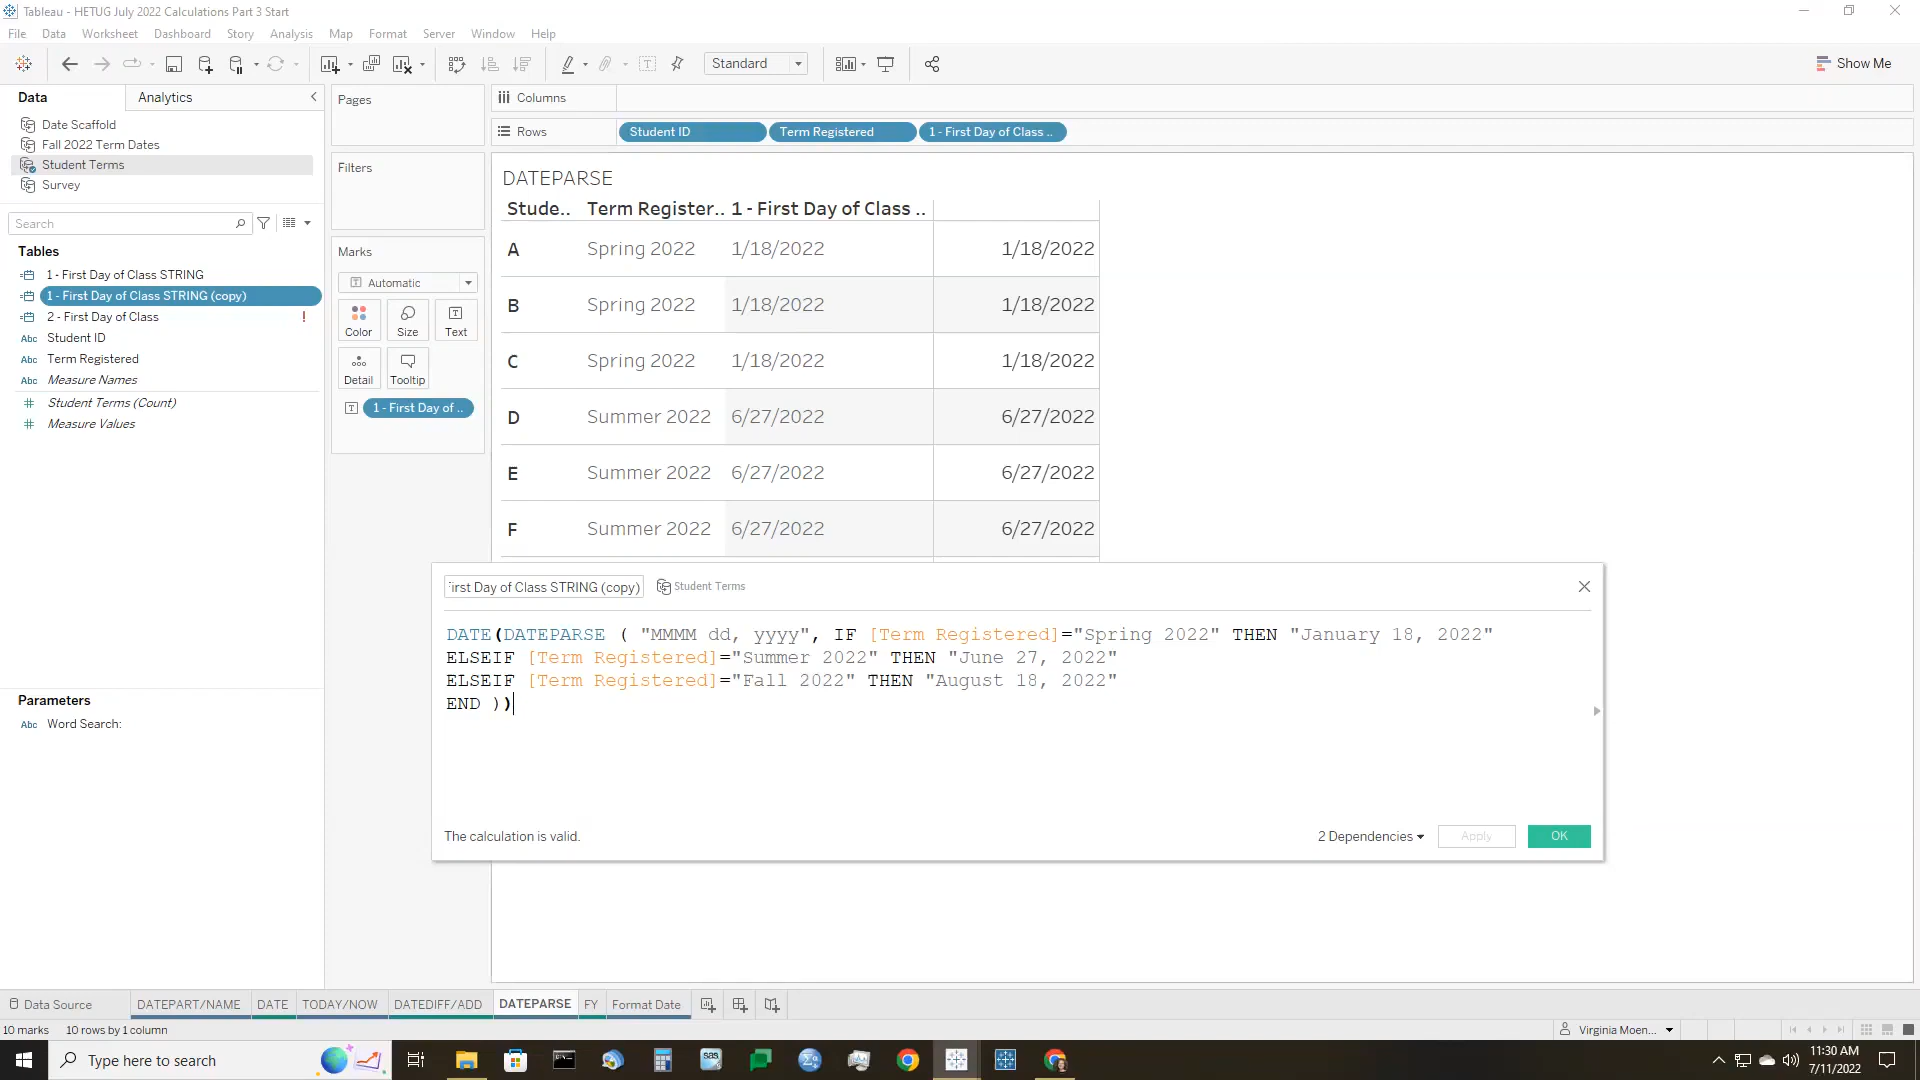 Tableau - HETUG July 2022 Calculations Part 3 Start
File Data Worksheet Dashboard Story Analysis Map Format Server Window Help
Standard
Show Me
Data
Analytics
Date Scaffold
Fall 2022 Term Dates
Student Terms
Survey
Search
Tables
1 - First Day of Class STRING
1 - First Day of Class STRING (copy)
2 - First Day of Class !
Abc Student ID
Abc Term Registered
Abc Measure Names
# Student Terms (Count)
# Measure Values
Parameters
Abc Word Search:
Pages
Filters
Marks
Automatic
Color Size Text
Detail Tooltip
1 - First Day of ..
Columns
Rows Student ID Term Registered 1 - First Day of Class ..
DATEPARSE
Stude.. Term Register.. 1 - First Day of Class ..
A Spring 2022 1/18/2022 1/18/2022
B Spring 2022 1/18/2022 1/18/2022
C Spring 2022 1/18/2022 1/18/2022
D Summer 2022 6/27/2022 6/27/2022
E Summer 2022 6/27/2022 6/27/2022
F Summer 2022 6/27/2022 6/27/2022
First Day of Class STRING (copy) Student Terms
DATE(DATEPARSE ( "MMMM dd, yyyy", IF [Term Registered]="Spring 2022" THEN "January 18, 2022"
ELSEIF [Term Registered]="Summer 2022" THEN "June 27, 2022"
ELSEIF [Term Registered]="Fall 2022" THEN "August 18, 2022"
END ))
The calculation is valid.
2 Dependencies
Apply
OK
Data Source DATEPART/NAME DATE TODAY/NOW DATEDIFF/ADD DATEPARSE FY Format Date
10 marks 10 rows by 1 column
Virginia Moen...
Type here to search
sas
11:30 AM
7/11/2022